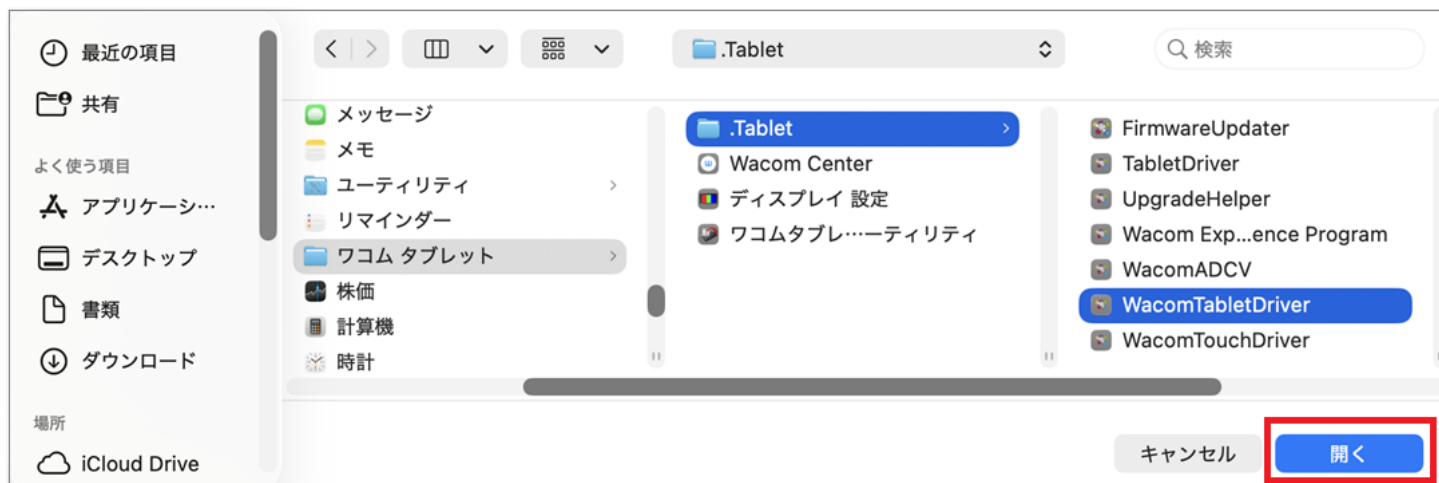 最近の項目
共有
よく使う項目
アプリケーシ…
デスクトップ
書類
ダウンロード
場所
iCloud Drive
.Tablet
検索
メッセージ
メモ
ユーティリティ
リマインダー
ワコム タブレット
株価
計算機
時計
.Tablet
Wacom Center
ディスプレイ 設定
ワコムタブレ…ーティリティ
FirmwareUpdater
TabletDriver
UpgradeHelper
Wacom Exp...ence Program
WacomADCV
WacomTabletDriver
WacomTouchDriver
キャンセル
開く